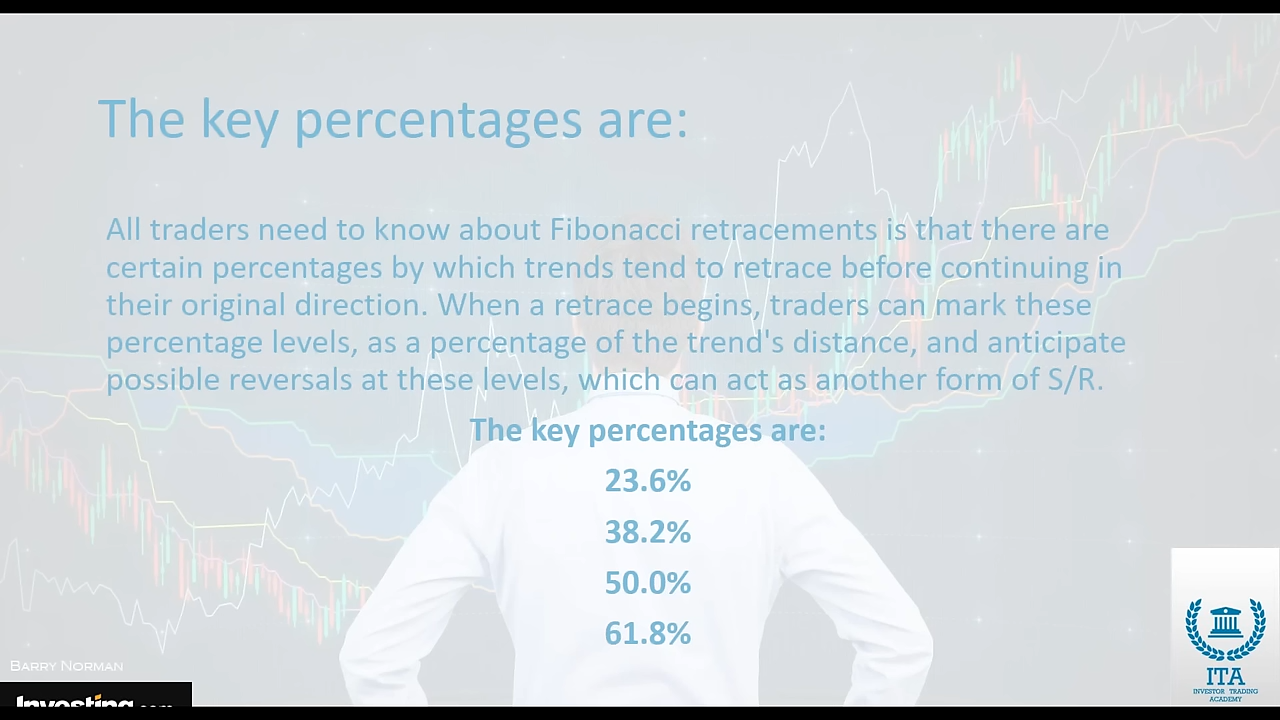 The key percentages are:
All traders need to know about Fibonacci retracements is that there are
certain percentages by which trends tend to retrace before continuing in
their original direction. When a retrace begins, traders can mark these
percentage levels, as a percentage of the trend's distance, and anticipate
possible reversals at these levels, which can act as another form of S/R.
The key percentages are:
23.6%
38.2%
50.0%
61.8%
BARRY NORMAN
Investing.com
ITA
INVESTOR TRADING
ACADEMY